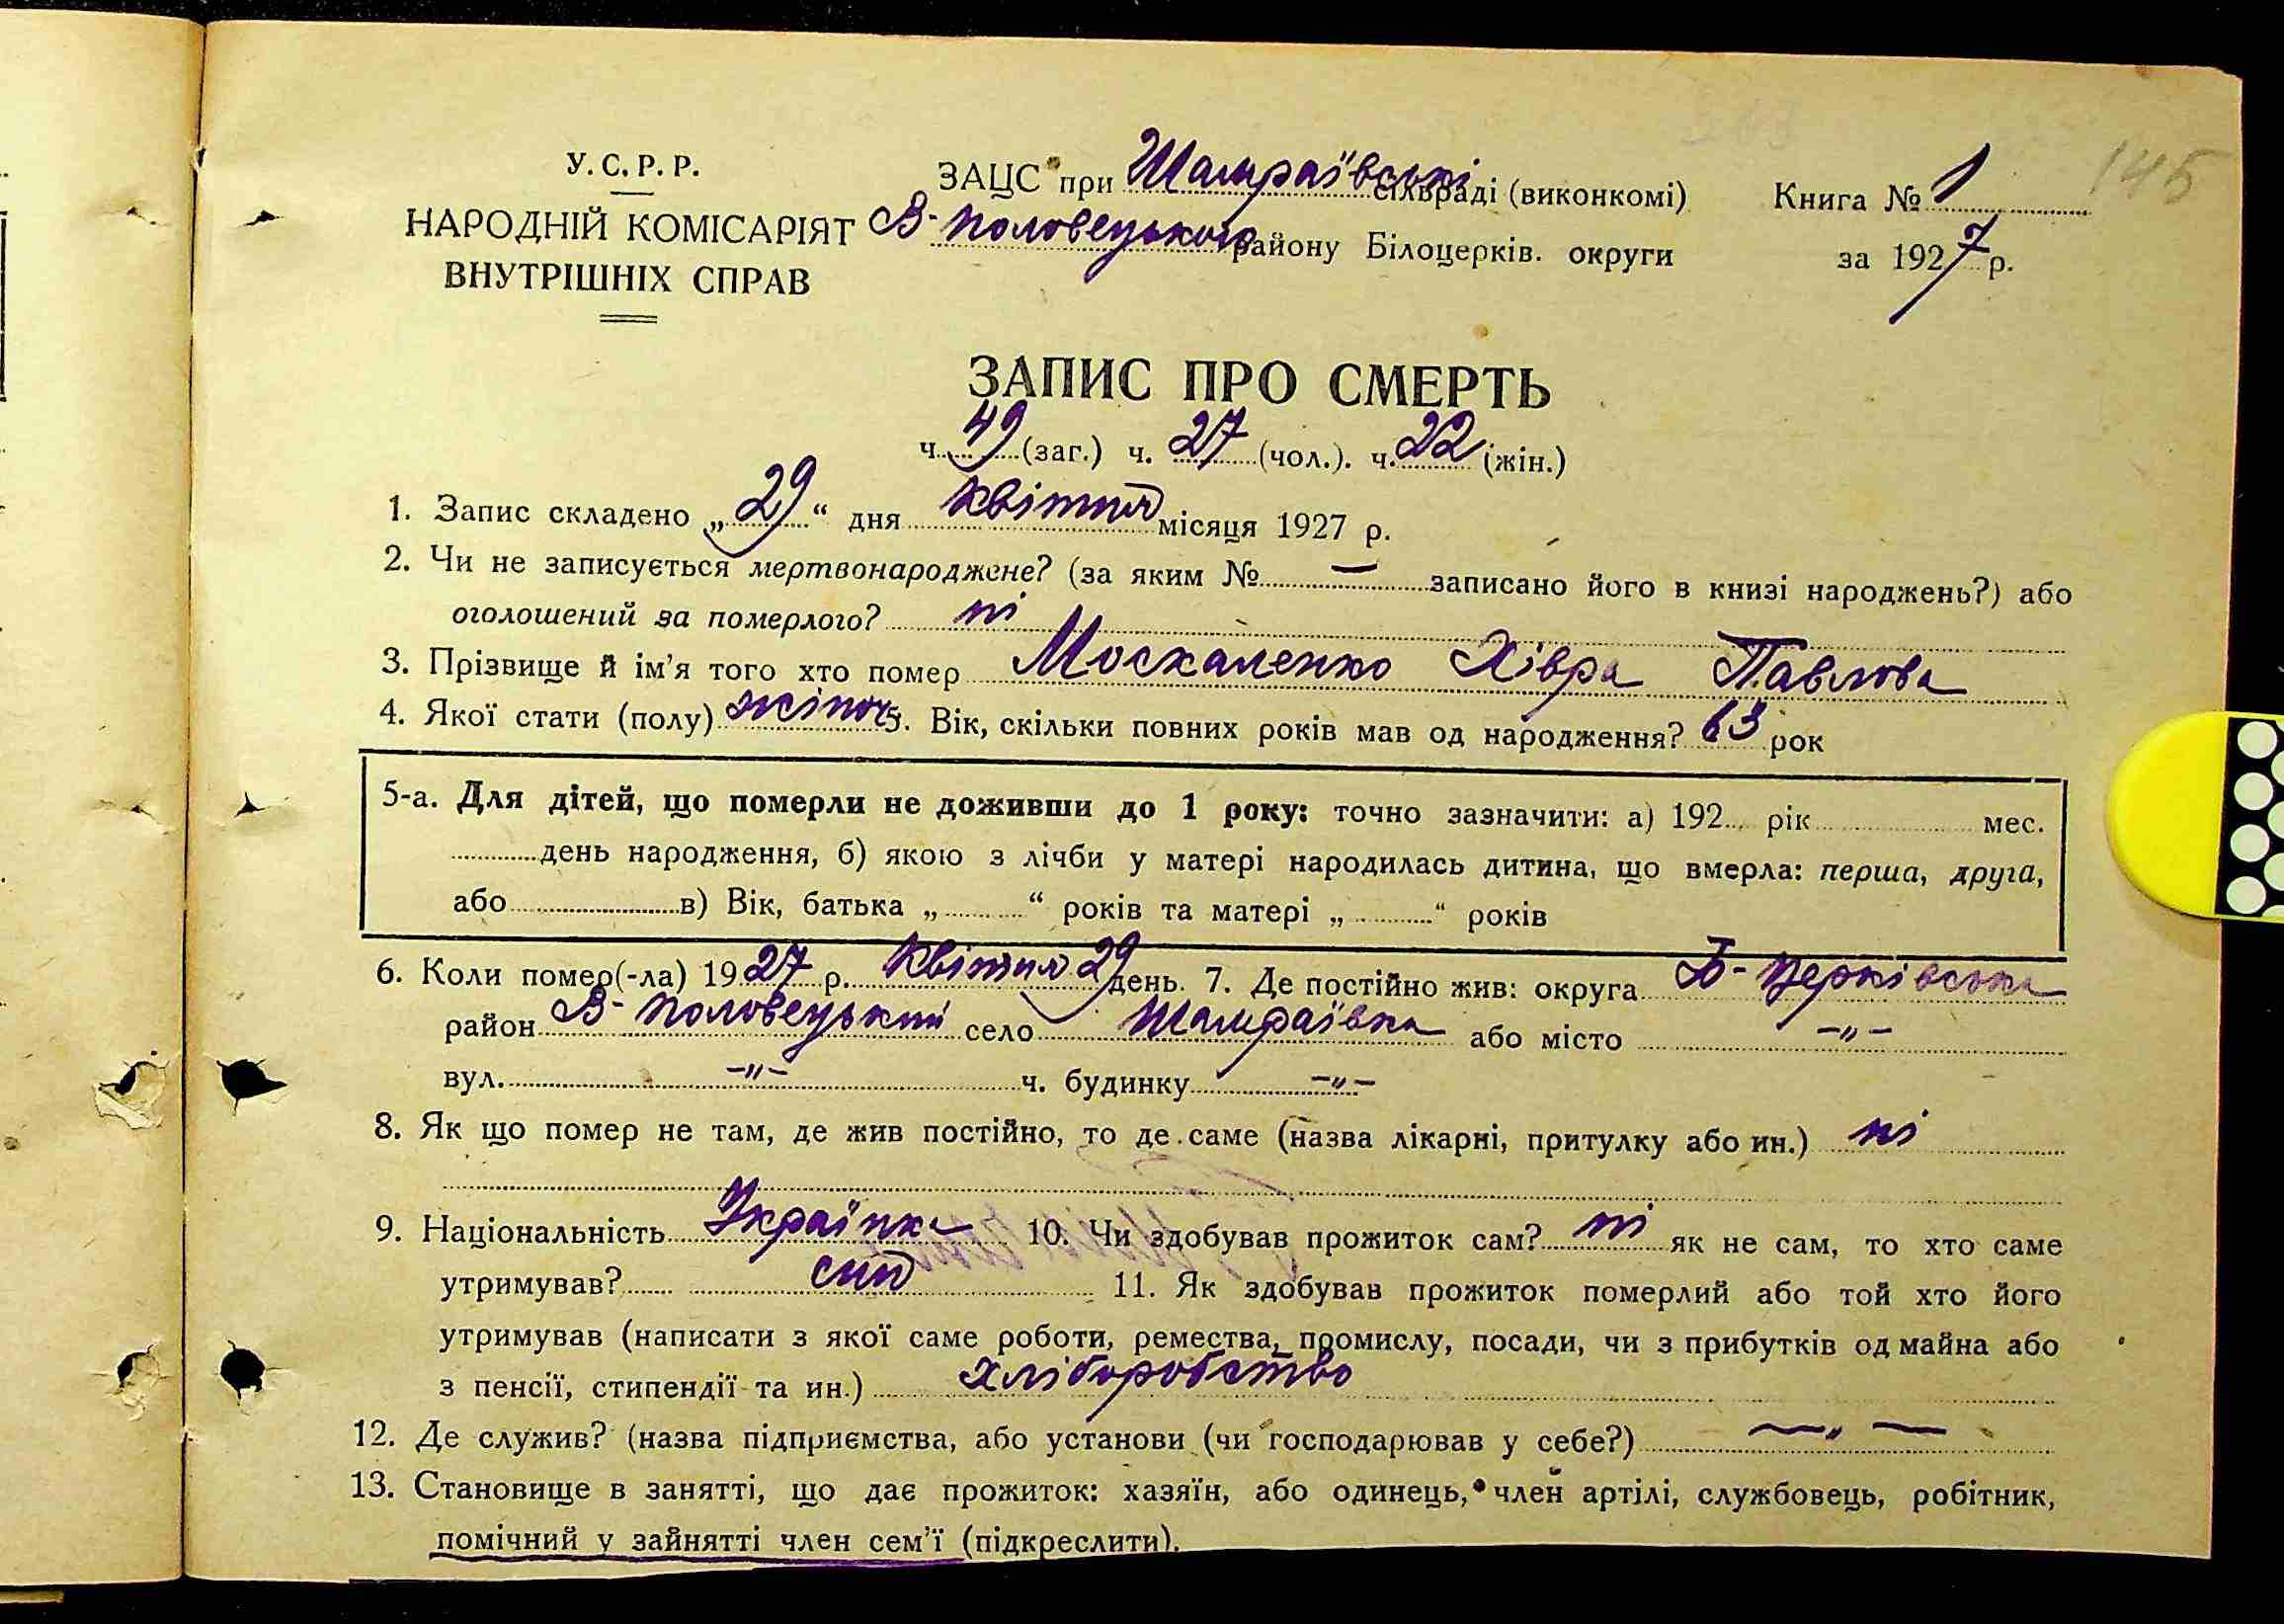 145
У. С. Р. Р.
НАРОДНІЙ КОМІСАРІЯТ
ВНУТРІШНІХ СПРАВ
ЗАЦС при Шамраївські сільраді (виконкомі)
В-Половецького району Білоцерків. округи
Книга № 1
за 1927 р.
ЗАПИС ПРО СМЕРТЬ
ч. 49 (заг.) ч. 27 (чол.). ч. 22 (жін.)
1. Запис складено „29“ дня квітня місяця 1927 р.
2. Чи не записується мертвонароджене? (за яким № — записано його в книзі народжень?) або
оголошений за померлого? ні
3. Прізвище й ім’я того хто помер Москаленко Хівра Павлова
4. Якої стати (полу) жіноч 5. Вік, скільки повних років мав од народження? 63 рок
5-а. Для дітей, що померли не доживши до 1 року: точно зазначити: а) 192 рік мес.
день народження, б) якою з лічби у матері народилась дитина, що вмерла: перша, друга,
або в) Вік, батька „ “ років та матері „ “ років
6. Коли помер(-ла) 1927 р. квітня 29 день. 7. Де постійно жив: округа Б-Церківська
район В-Половецький село Шамраївка або місто —„—
вул. —„— ч. будинку —„—
8. Як що помер не там, де жив постійно, то де саме (назва лікарні, притулку або ин.) ні
9. Національність Українка 10. Чи здобував прожиток сам? ні як не сам, то хто саме
утримував? син 11. Як здобував прожиток померлий або той хто його
утримував (написати з якої саме роботи, ремества, промислу, посади, чи з прибутків од майна або
з пенсії, стипендії та ин.) хліборобство
12. Де служив? (назва підприємства, або установи (чи господарював у себе?) —„—
13. Становище в занятті, що дає прожиток: хазяїн, або одинець, член артілі, службовець, робітник,
помічний у зайнятті член сем’ї (підкреслити).